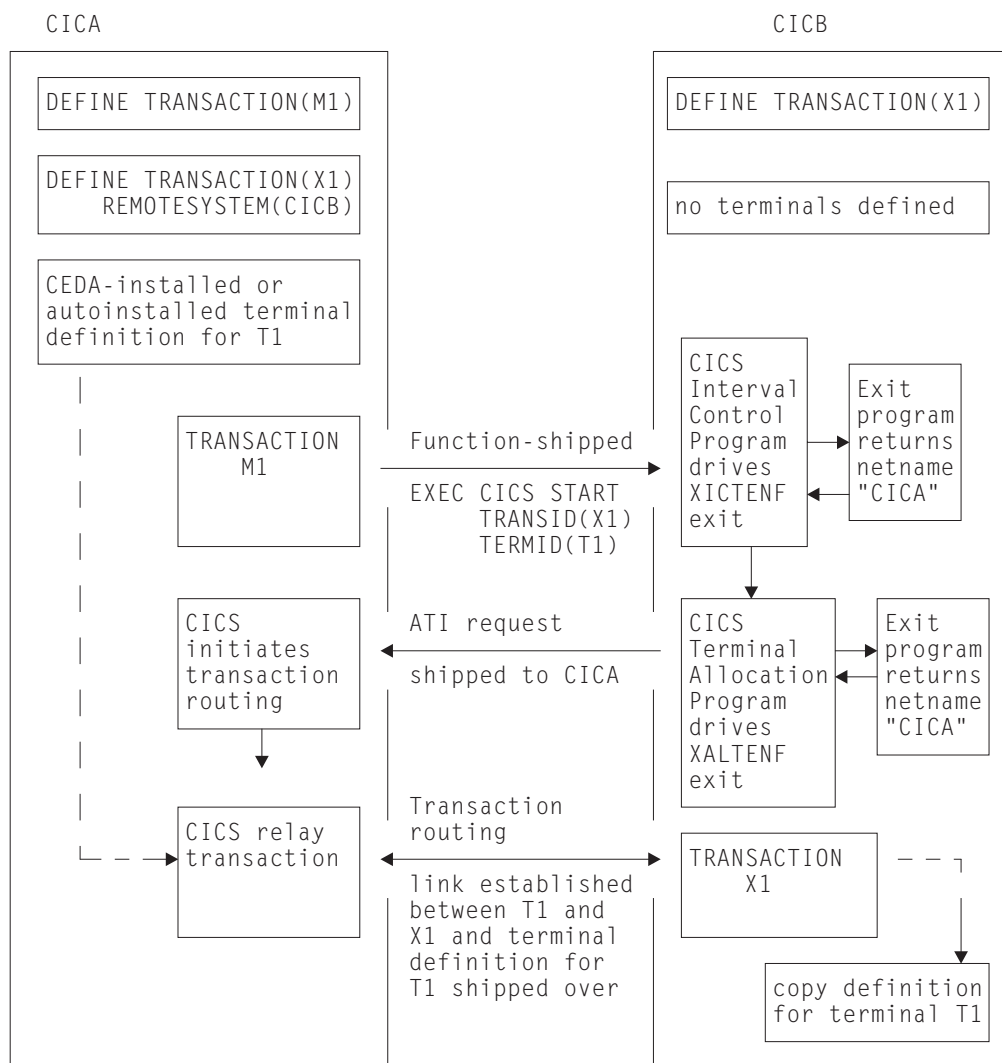 CICA
CICB
DEFINE TRANSACTION(M1)
DEFINE TRANSACTION(X1)
DEFINE TRANSACTION(X1)
REMOTESYSTEM(CICB)
no terminals defined
CEDA-installed or
autoinstalled terminal
definition for T1
TRANSACTION
M1
Function-shipped
EXEC CICS START
TRANSID(X1)
TERMID(T1)
CICS
Interval
Control
Program
drives
XICTENF
exit
Exit
program
returns
netname
"CICA"
CICS
initiates
transaction
routing
ATI request
shipped to CICA
CICS
Terminal
Allocation
Program
drives
XALTENF
exit
Exit
program
returns
netname
"CICA"
CICS relay
transaction
Transaction
routing
link established
between T1 and
X1 and terminal
definition for
T1 shipped over
TRANSACTION
X1
copy definition
for terminal T1